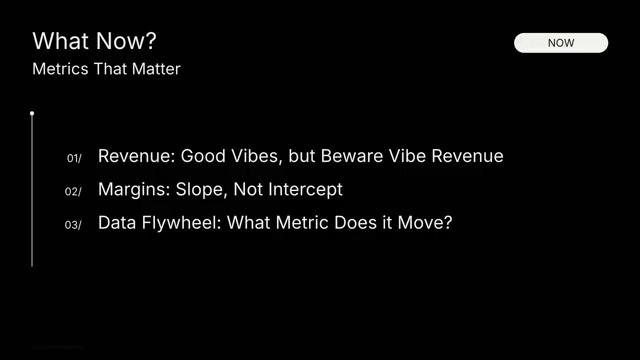 What Now?
NOW
Metrics That Matter
01/ Revenue: Good Vibes, but Beware Vibe Revenue
02/ Margins: Slope, Not Intercept
03/ Data Flywheel: What Metric Does it Move?